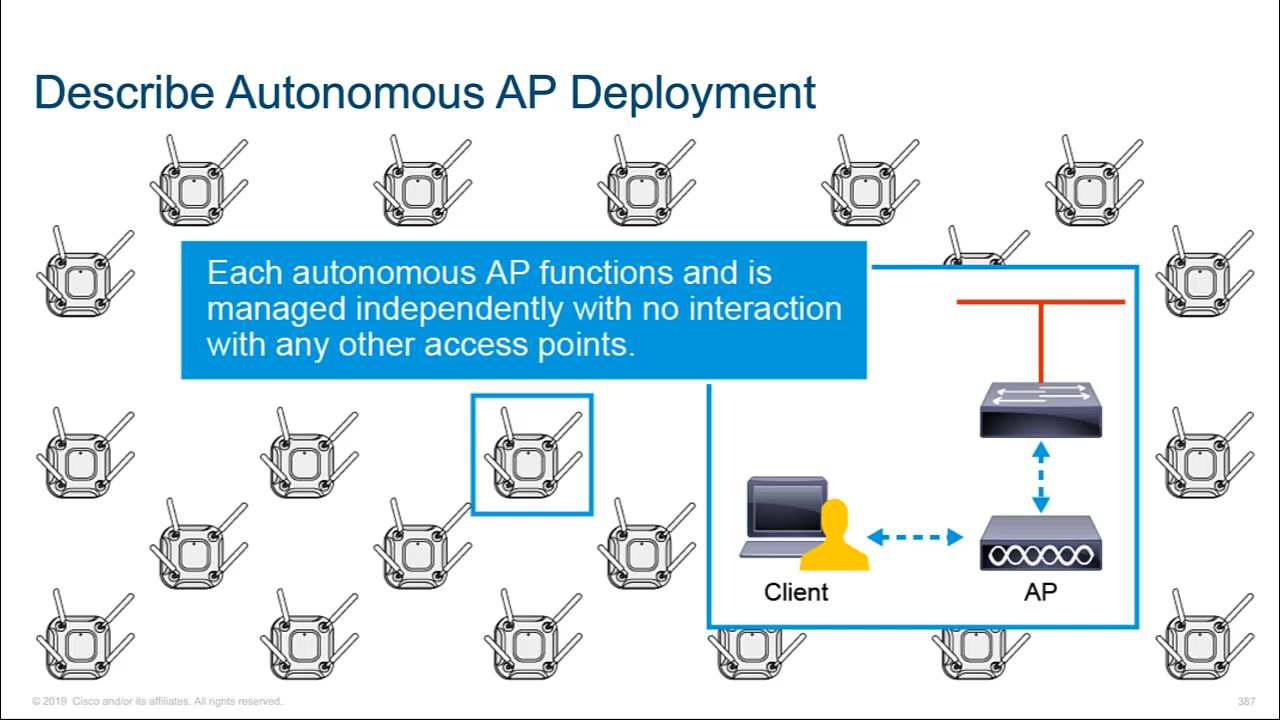 Describe Autonomous AP Deployment
Each autonomous AP functions and is
managed independently with no interaction
with any other access points.
Client
AP
© 2019 Cisco and/or its affiliates. All rights reserved.
387